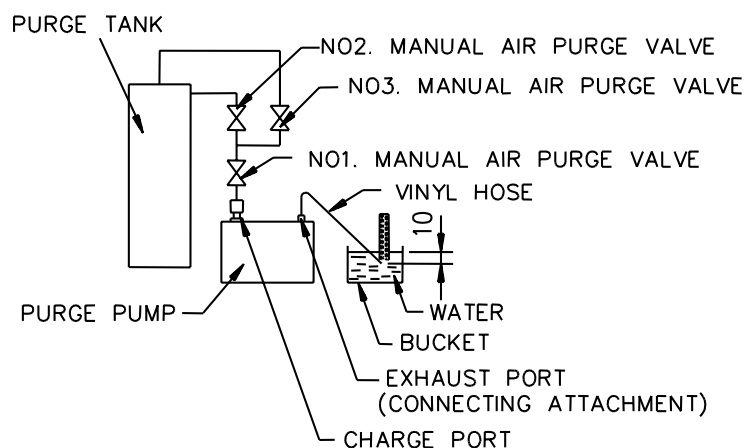 PURGE TANK
NO2. MANUAL AIR PURGE VALVE
NO3. MANUAL AIR PURGE VALVE
NO1. MANUAL AIR PURGE VALVE
VINYL HOSE
10
PURGE PUMP
WATER
BUCKET
EXHAUST PORT
(CONNECTING ATTACHMENT)
CHARGE PORT